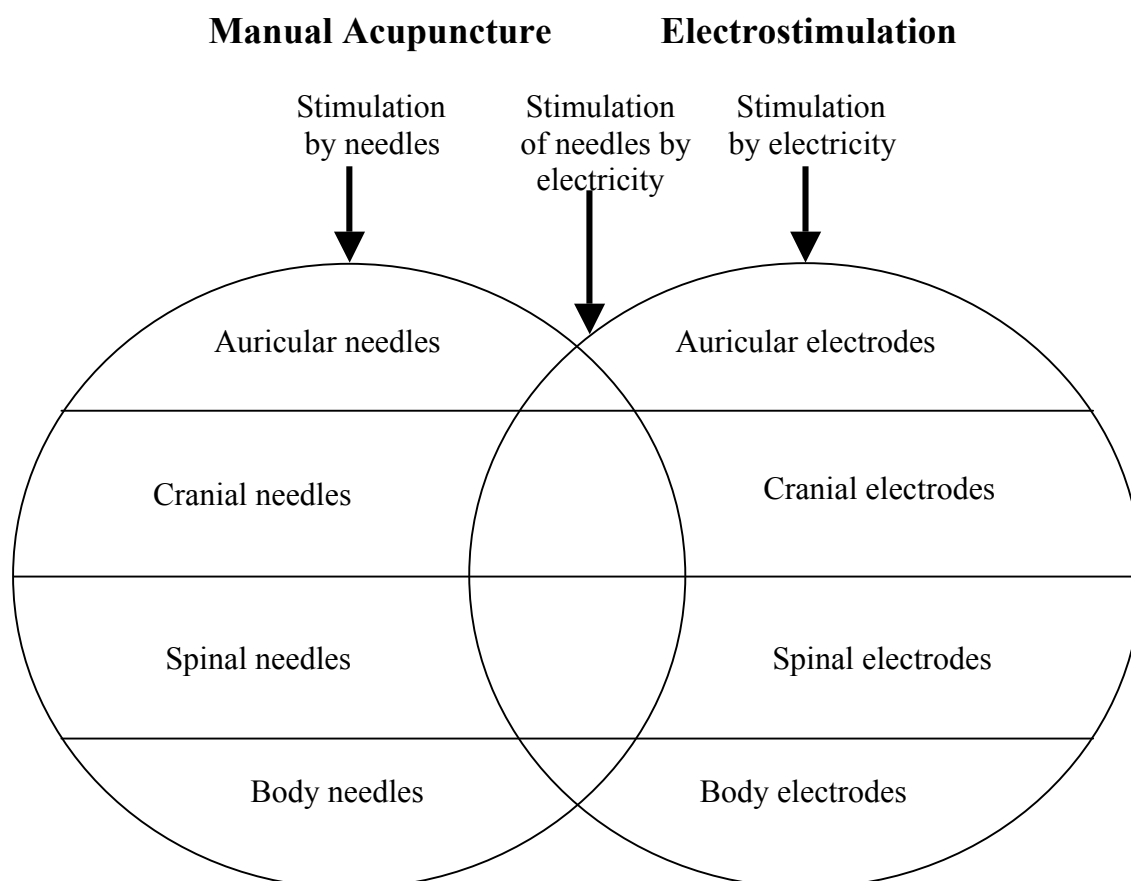 Manual Acupuncture
Electrostimulation
Stimulation
by needles
Stimulation
of needles by
electricity
Stimulation
by electricity
Auricular needles
Auricular electrodes
Cranial needles
Cranial electrodes
Spinal needles
Spinal electrodes
Body needles
Body electrodes